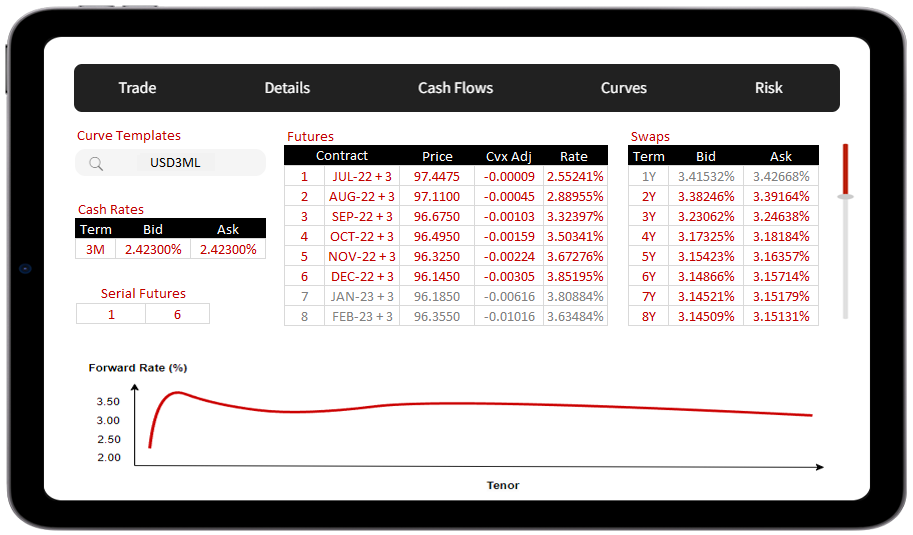 Trade Details Cash Flows Curves Risk
Curve Templates
USD3ML
Cash Rates
Term Bid Ask
3M 2.42300% 2.42300%
Serial Futures
1 6
Futures
Contract Price Cvx Adj Rate
1 JUL-22 + 3 97.4475 -0.00009 2.55241%
2 AUG-22 + 3 97.1100 -0.00045 2.88955%
3 SEP-22 + 3 96.6750 -0.00103 3.32397%
4 OCT-22 + 3 96.4950 -0.00159 3.50341%
5 NOV-22 + 3 96.3250 -0.00224 3.67276%
6 DEC-22 + 3 96.1450 -0.00305 3.85195%
7 JAN-23 + 3 96.1850 -0.00616 3.80884%
8 FEB-23 + 3 96.3550 -0.01016 3.63484%
Swaps
Term Bid Ask
1Y 3.41532% 3.42668%
2Y 3.38246% 3.39164%
3Y 3.23062% 3.24638%
4Y 3.17325% 3.18184%
5Y 3.15423% 3.16357%
6Y 3.14866% 3.15714%
7Y 3.14521% 3.15179%
8Y 3.14509% 3.15131%
Forward Rate (%)
3.50
3.00
2.50
2.00
Tenor